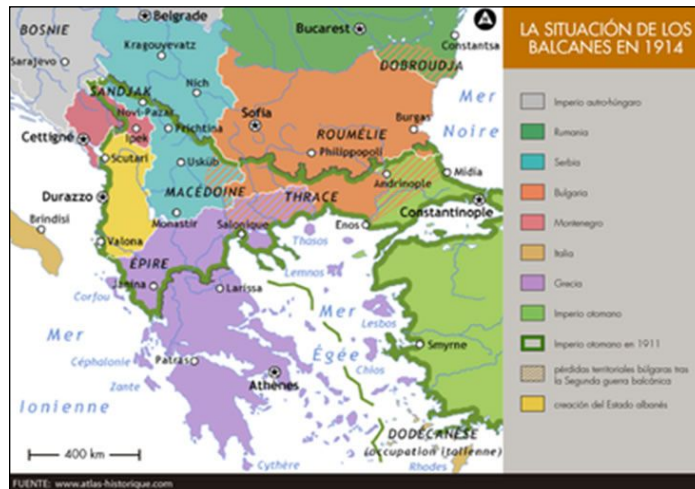 LA SITUACIÓN DE LOS
BALCANES EN 1914
Imperio autro-húngaro
Rumania
Serbia
Bulgaria
Montenegro
Italia
Grecia
Imperio otomano
Imperio otomano en 1911
pérdidas territoriales búlgaras tras
la Segunda guerra balcánica
creación del Estado albanés
BOSNIE
Belgrade
Bucarest
Constantsa
Kragouyevatz
Sarajevo
DOBROUDJA
SANDJAK
Nich
Novi-Pazar
Mer
Noire
Sofia
Burgas
Cettigné
Ipek
Prichtina
ROUMÉLIE
Scutari
Uskub
Philippopoli
Midia
Durazzo
MACÉDOINE
Andrinople
THRACE
Constantinople
Brindisi
Monastir
Salonique
Enos
Valona
Thasos
ÉPIRE
Lemnos
Janina
Larissa
Corfou
Mer
Égée
Mer
Ionienne
Lesbos
Smyrne
Céphalonie
Patras
Chios
Zante
Athènes
DODÉCANÈSE
(occupation italienne)
400 km
Cythère
Rhodes
FUENTE: www.atlas-historique.com